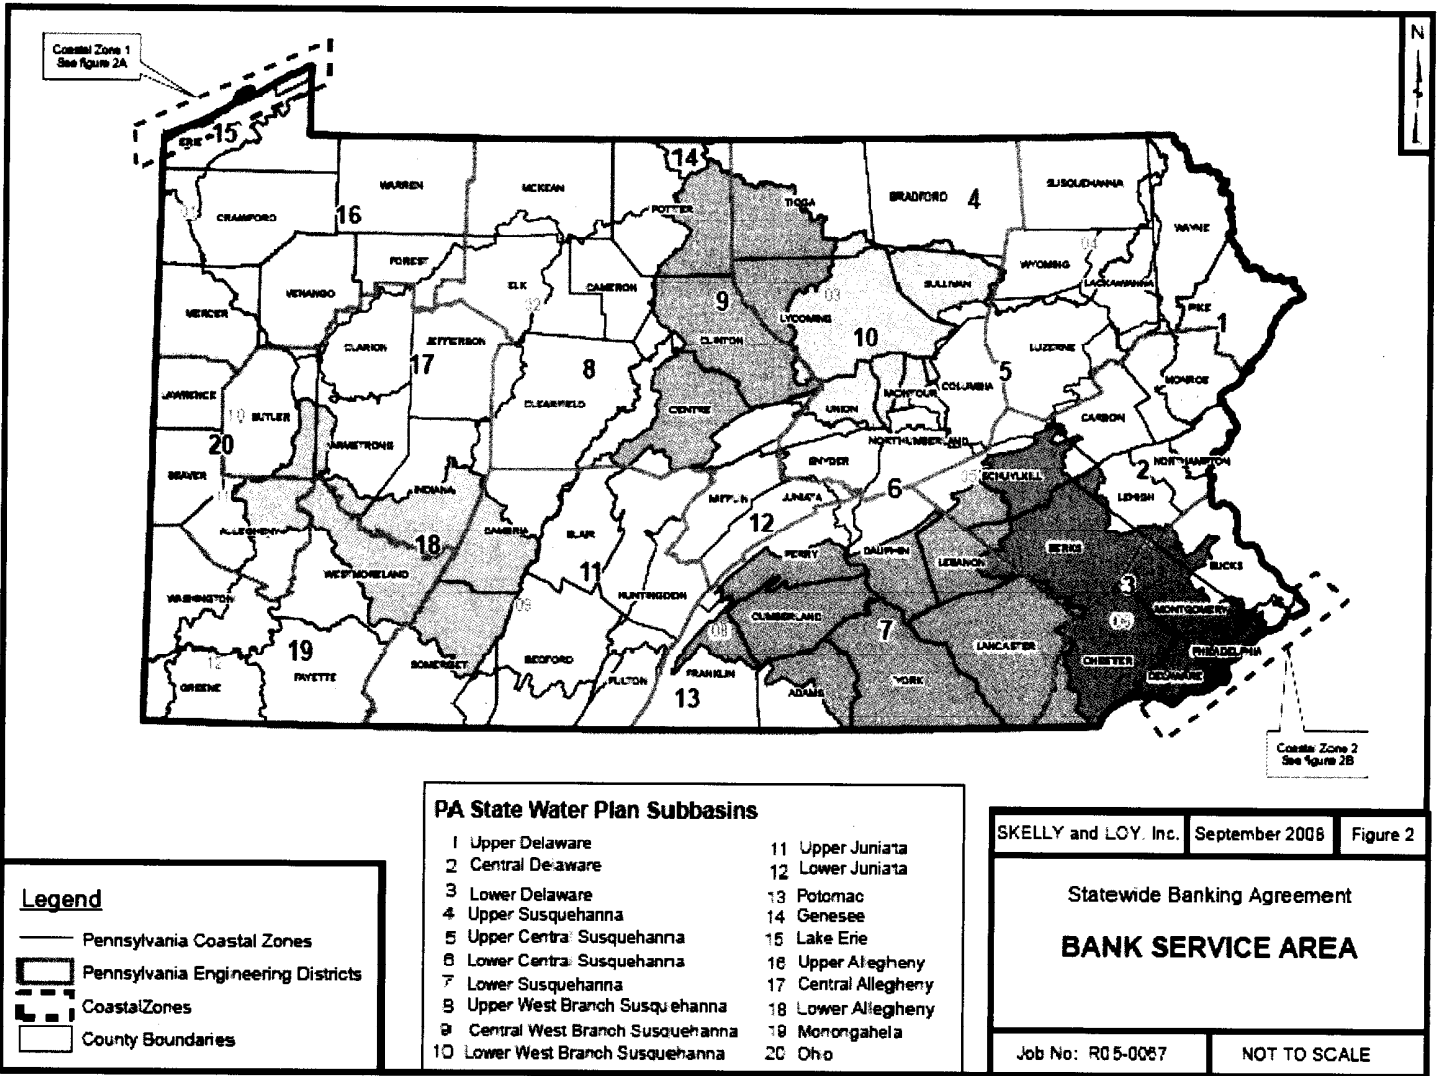 Coastal Zone 1
See figure 2A
N
ERIE
15
14
WARREN
MCKEAN
POTTER
TIOGA
BRADFORD
4
SUSQUEHANNA
CRAWFORD
16
WAYNE
FOREST
WYOMING
04
VENANGO
ELK
CAMERON
SULLIVAN
LACKAWANNA
02
03
9
MERCER
LYCOMING
PIKE
1
CLARION
JEFFERSON
CLINTON
10
LUZERNE
17
8
5
MONROE
LAWRENCE
COLUMBIA
BUTLER
10
CLEARFIELD
CENTRE
UNION
MONTOUR
CARBON
20
ARMSTRONG
NORTHUMBERLAND
SNYDER
NORTHAMPTON
BEAVER
SCHUYLKILL
2
INDIANA
6
LEHIGH
11
MIFFLIN
JUNIATA
12
ALLEGHENY
CAMBRIA
BLAIR
18
PERRY
DAUPHIN
LEBANON
BERKS
BUCKS
WESTMORELAND
11
3
WASHINGTON
HUNTINGDON
09
CUMBERLAND
MONTGOMERY
08
7
19
LANCASTER
PHILADELPHIA
12
SOMERSET
BEDFORD
CHESTER
GREENE
FAYETTE
FULTON
FRANKLIN
YORK
DELAWARE
13
ADAMS
Coastal Zone 2
See figure 2B
PA State Water Plan Subbasins
1 Upper Delaware
2 Central Delaware
3 Lower Delaware
4 Upper Susquehanna
5 Upper Central Susquehanna
6 Lower Central Susquehanna
7 Lower Susquehanna
8 Upper West Branch Susquehanna
9 Central West Branch Susquehanna
10 Lower West Branch Susquehanna
11 Upper Juniata
12 Lower Juniata
13 Potomac
14 Genesee
15 Lake Erie
16 Upper Allegheny
17 Central Allegheny
18 Lower Allegheny
19 Monongahela
20 Ohio
Legend
Pennsylvania Coastal Zones
Pennsylvania Engineering Districts
CoastalZones
County Boundaries
SKELLY and LOY. Inc.
September 2006
Figure 2
Statewide Banking Agreement
BANK SERVICE AREA
Job No: R05-0067
NOT TO SCALE